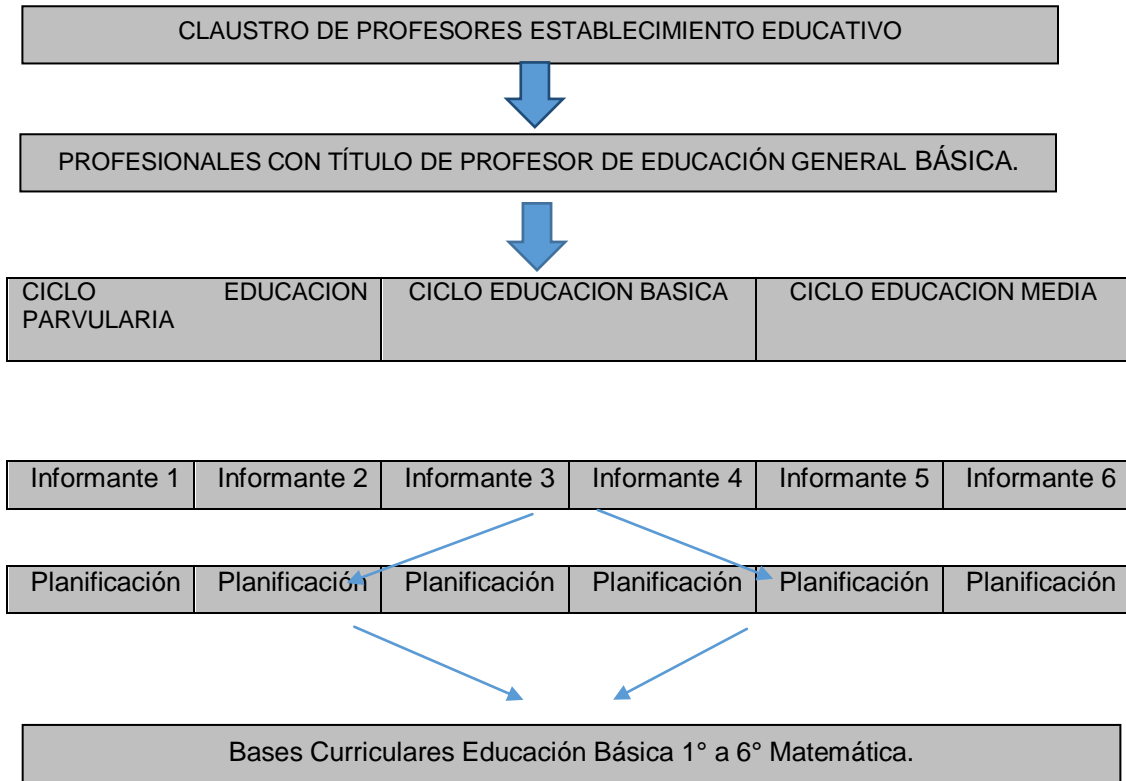 CLAUSTRO DE PROFESORES ESTABLECIMIENTO EDUCATIVO
PROFESIONALES CON TÍTULO DE PROFESOR DE EDUCACIÓN GENERAL BÁSICA.
CICLO EDUCACION
PARVULARIA
CICLO EDUCACION BASICA
CICLO EDUCACION MEDIA
Informante 1 Informante 2 Informante 3 Informante 4 Informante 5 Informante 6
Planificación Planificación Planificación Planificación Planificación Planificación
Bases Curriculares Educación Básica 1° a 6° Matemática.